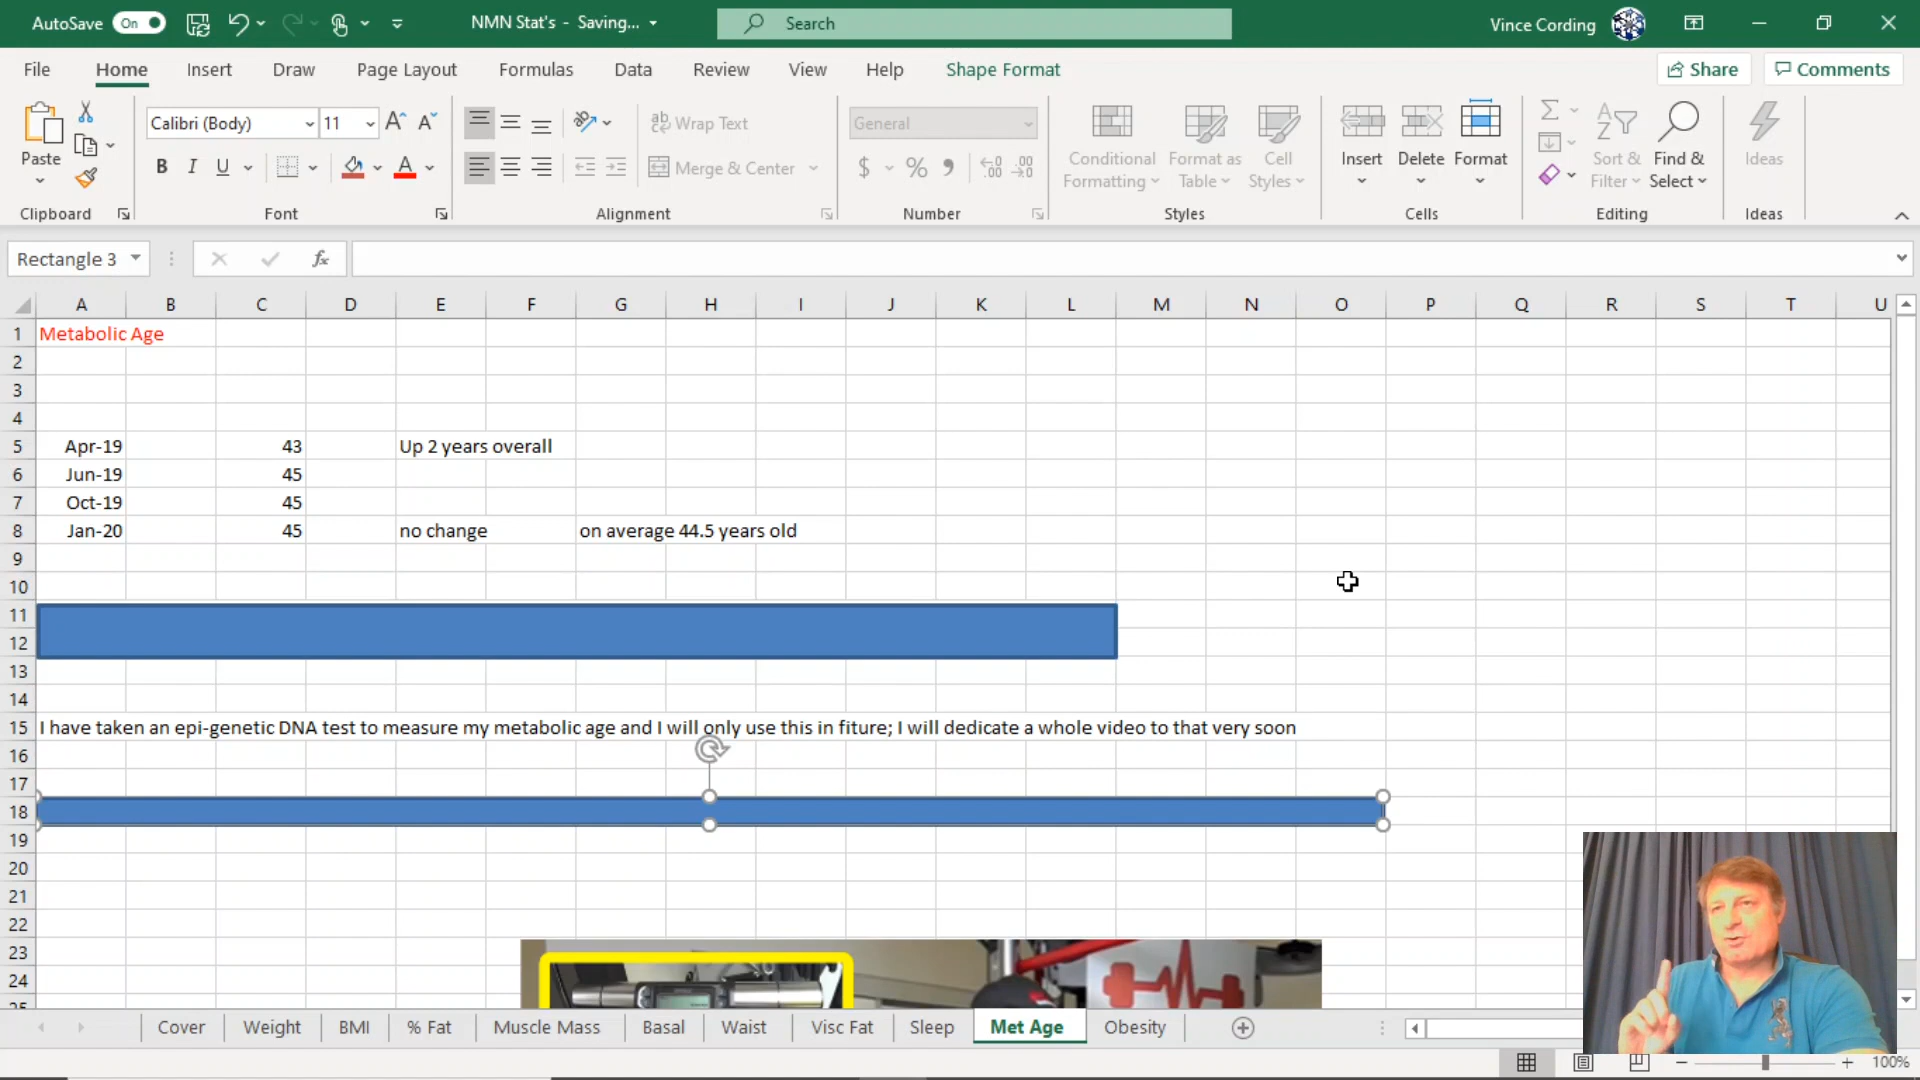 AutoSave On NMN Stat's - Saving... Search Vince Cording
File Home Insert Draw Page Layout Formulas Data Review View Help Shape Format Share Comments
Calibri (Body) 11 A^ Aˇ ab Wrap Text General
Paste B I U A Merge & Center $ % Conditional Formatting Format as Table Cell Styles Insert Delete Format Sort & Filter Find & Select Ideas
Clipboard Font Alignment Number Styles Cells Editing Ideas
Rectangle 3 fx
A B C D E F G H I J K L M N O P Q R S T U
1 Metabolic Age
2
3
4
5 Apr-19 43 Up 2 years overall
6 Jun-19 45
7 Oct-19 45
8 Jan-20 45 no change on average 44.5 years old
9
10
11
12
13
14
15 I have taken an epi-genetic DNA test to measure my metabolic age and I will only use this in fiture; I will dedicate a whole video to that very soon
16
17
18
19
20
21
22
23
24
25
Cover Weight BMI % Fat Muscle Mass Basal Waist Visc Fat Sleep Met Age Obesity
100%